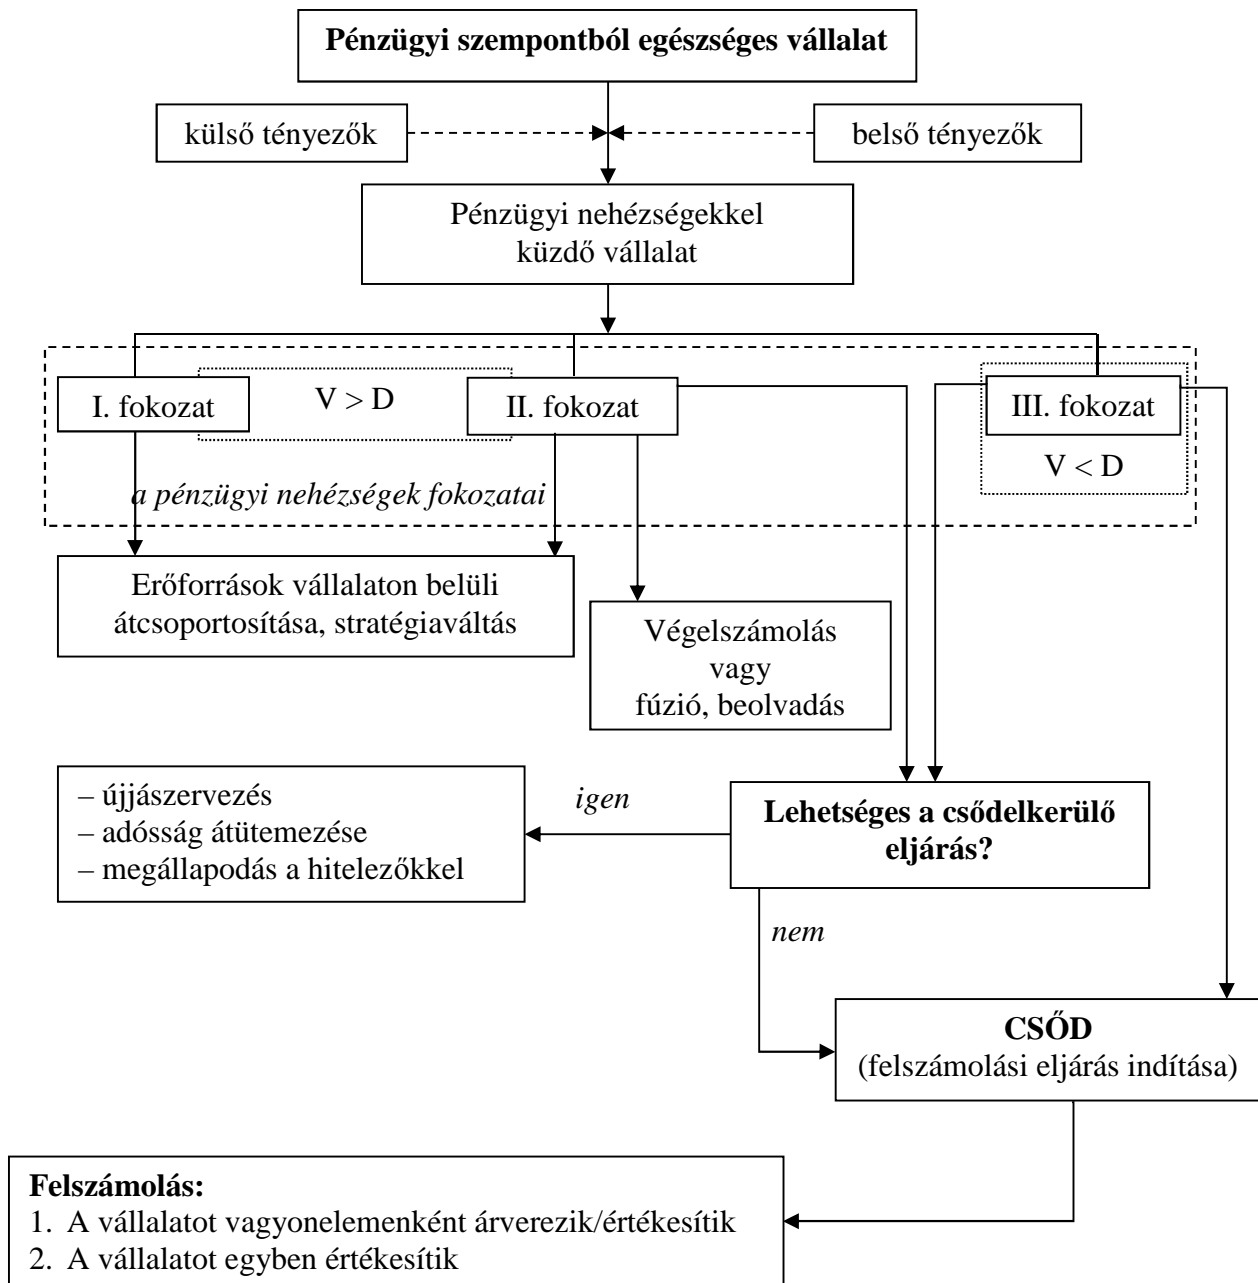 Pénzügyi szempontból egészséges vállalat
külső tényezők
belső tényezők
Pénzügyi nehézségekkel
küzdő vállalat
I. fokozat
V > D
II. fokozat
III. fokozat
V < D
a pénzügyi nehézségek fokozatai
Erőforrások vállalaton belüli
átcsoportosítása, stratégiaváltás
Végelszámolás
vagy
fúzió, beolvadás
– újjászervezés
– adósság átütemezése
– megállapodás a hitelezőkkel
igen
Lehetséges a csődelkerülő
eljárás?
nem
CSŐD
(felszámolási eljárás indítása)
Felszámolás:
1. A vállalatot vagyonelemenként árverezik/értékesítik
2. A vállalatot egyben értékesítik